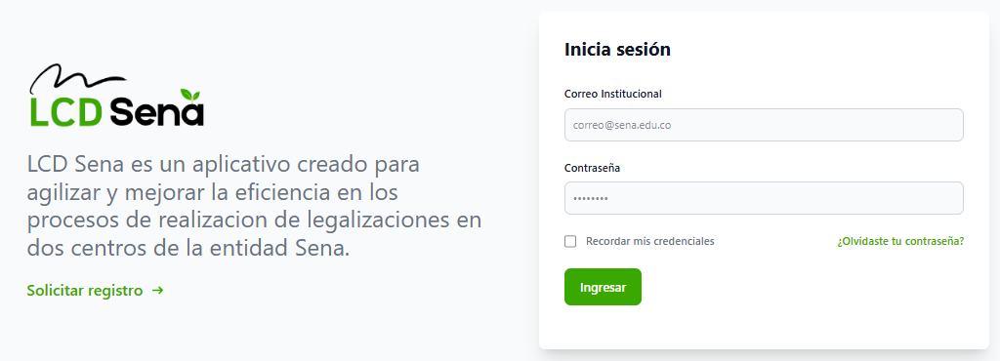 LCD Sena
LCD Sena es un aplicativo creado para
agilizar y mejorar la eficiencia en los
procesos de realizacion de legalizaciones en
dos centros de la entidad Sena.
Solicitar registro →
Inicia sesión
Correo Institucional
correo@sena.edu.co
Contraseña
••••••••
Recordar mis credenciales
¿Olvidaste tu contraseña?
Ingresar